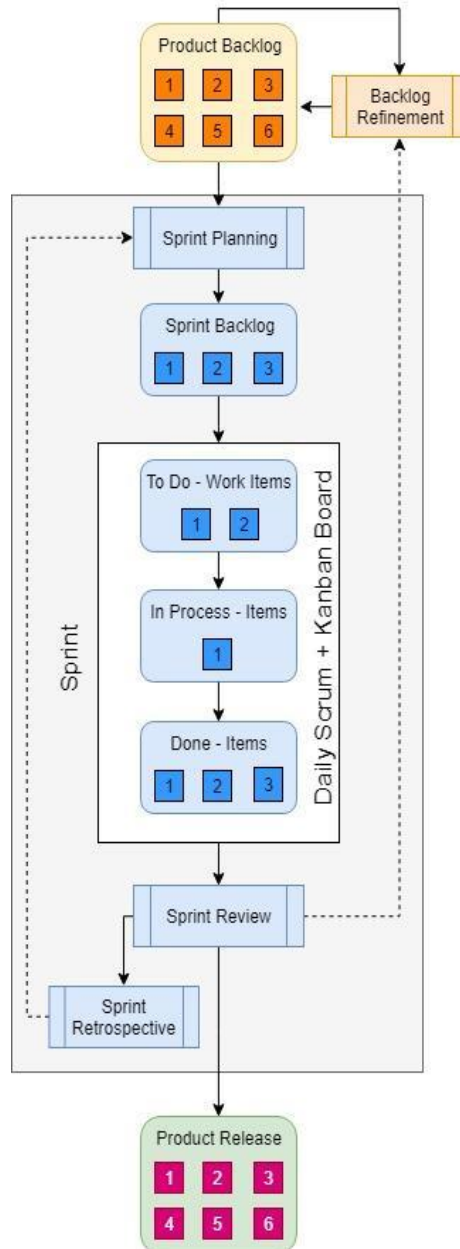 Product Backlog
1 2 3
4 5 6
Backlog
Refinement
Sprint Planning
Sprint Backlog
1 2 3
To Do - Work Items
1 2
In Process - Items
1
Done - Items
1 2 3
Sprint
Daily Scrum + Kanban Board
Sprint Review
Sprint
Retrospective
Product Release
1 2 3
4 5 6